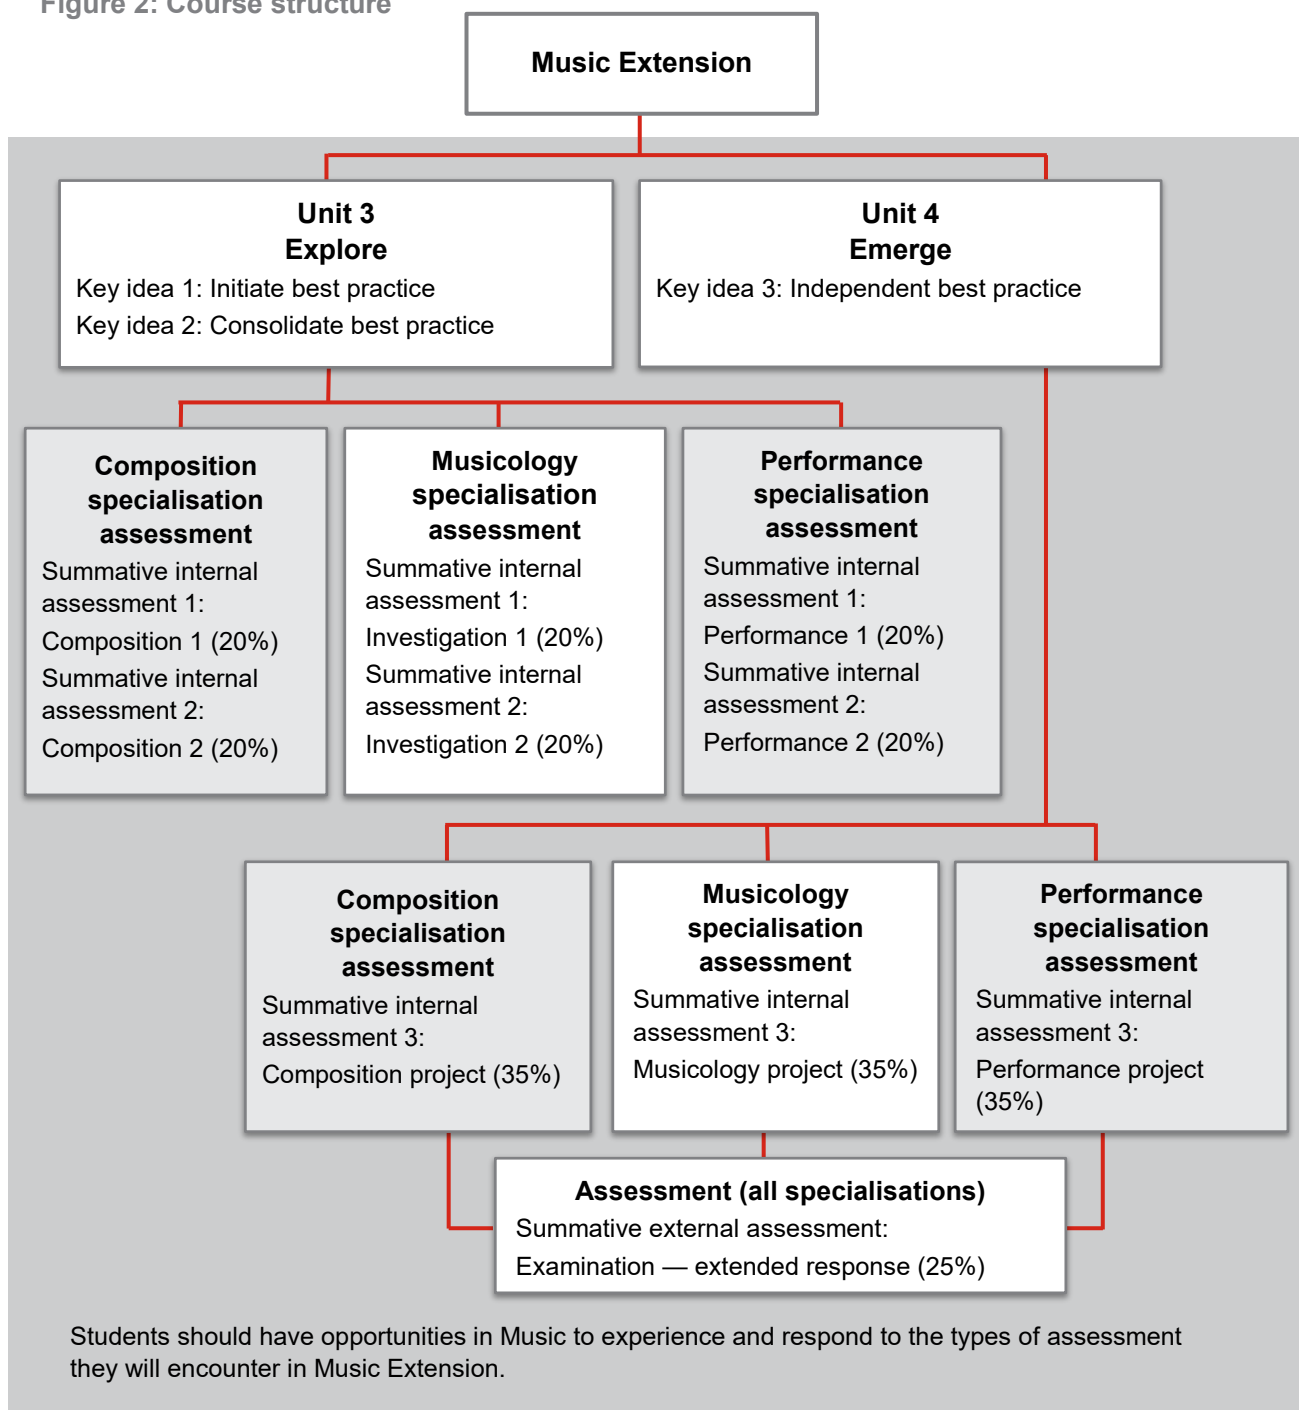 Figure 2: Course structure
Music Extension
Unit 3
Explore
Key idea 1: Initiate best practice
Key idea 2: Consolidate best practice
Unit 4
Emerge
Key idea 3: Independent best practice
Composition
specialisation
assessment
Summative internal
assessment 1:
Composition 1 (20%)
Summative internal
assessment 2:
Composition 2 (20%)
Musicology
specialisation
assessment
Summative internal
assessment 1:
Investigation 1 (20%)
Summative internal
assessment 2:
Investigation 2 (20%)
Performance
specialisation
assessment
Summative internal
assessment 1:
Performance 1 (20%)
Summative internal
assessment 2:
Performance 2 (20%)
Composition
specialisation
assessment
Summative internal
assessment 3:
Composition project (35%)
Musicology
specialisation
assessment
Summative internal
assessment 3:
Musicology project (35%)
Performance
specialisation
assessment
Summative internal
assessment 3:
Performance project
(35%)
Assessment (all specialisations)
Summative external assessment:
Examination — extended response (25%)
Students should have opportunities in Music to experience and respond to the types of assessment
they will encounter in Music Extension.